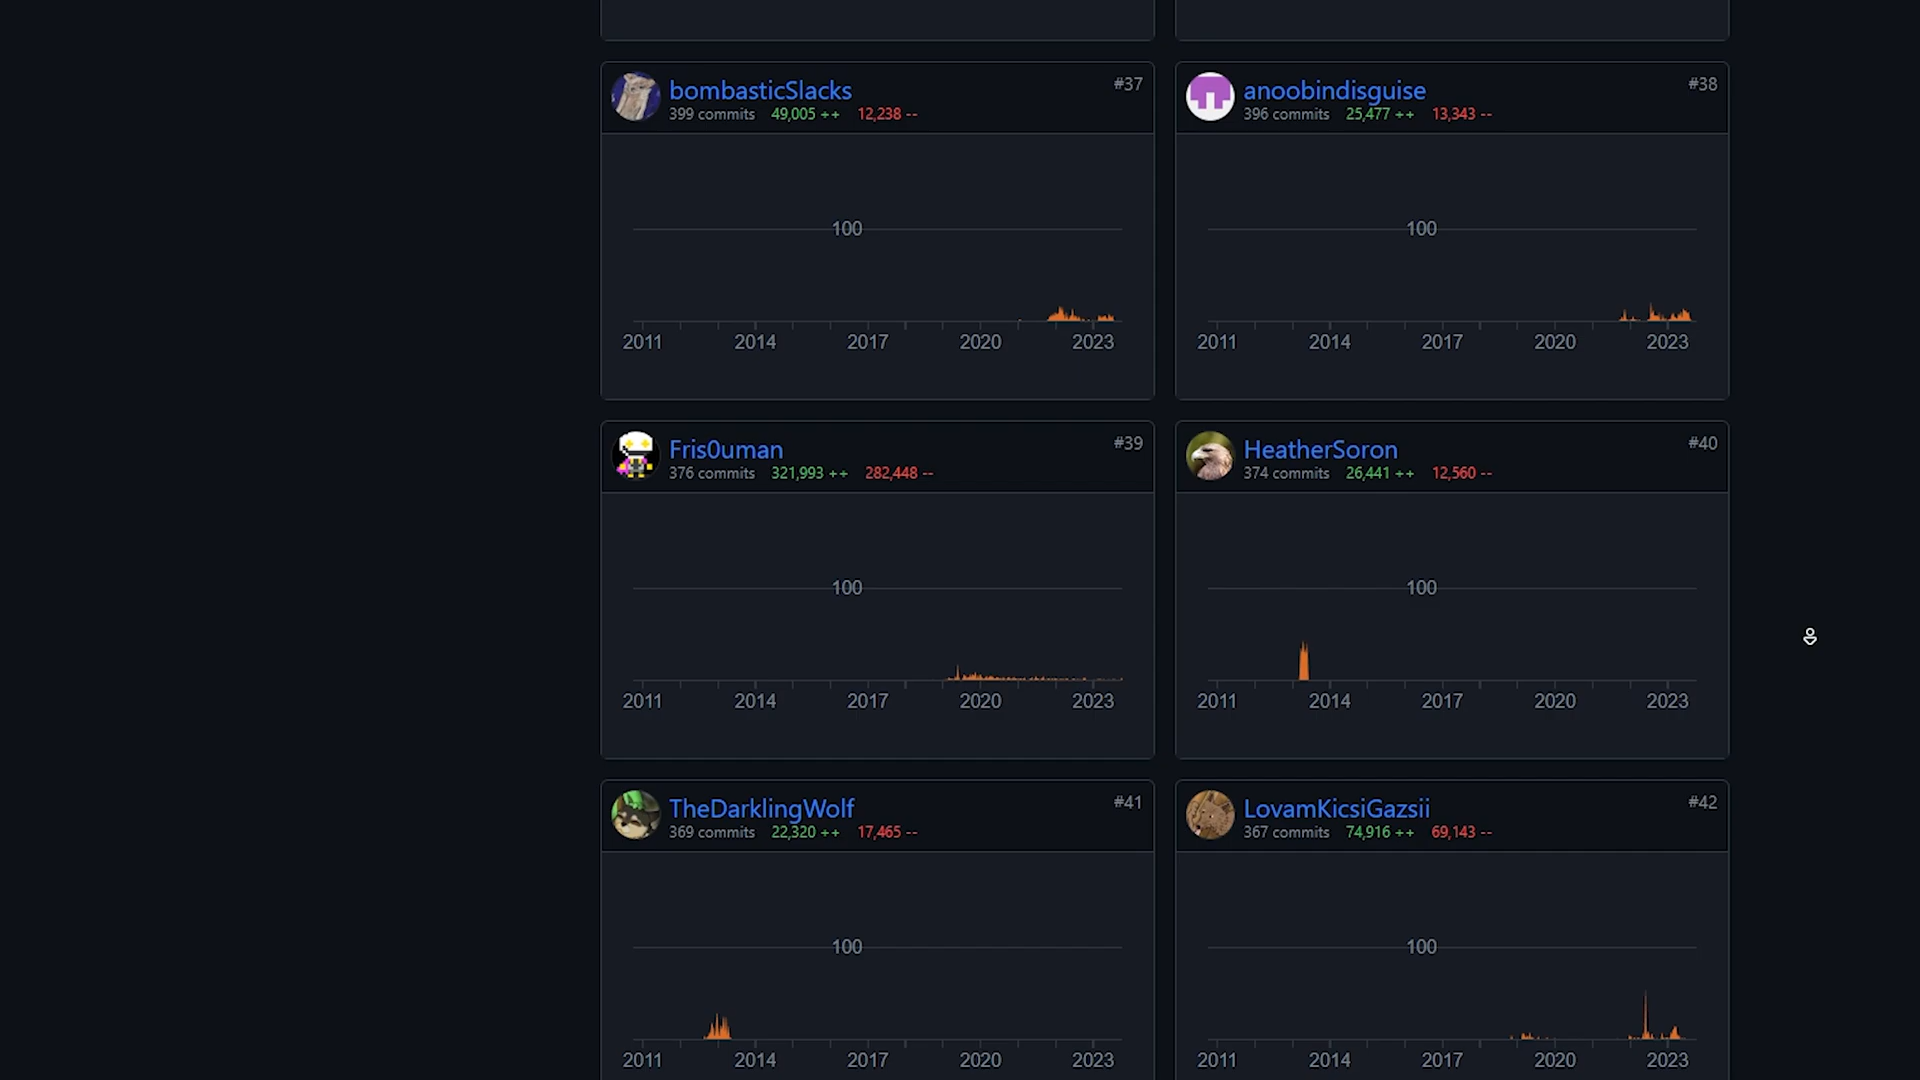 bombasticSlacks #37
399 commits 49,005 ++ 12,238 --
100
2011 2014 2017 2020 2023
anoobindisguise #38
396 commits 25,477 ++ 13,343 --
100
2011 2014 2017 2020 2023
Fris0uman #39
376 commits 321,993 ++ 282,448 --
100
2011 2014 2017 2020 2023
HeatherSoron #40
374 commits 26,441 ++ 12,560 --
100
2011 2014 2017 2020 2023
TheDarklingWolf #41
369 commits 22,320 ++ 17,465 --
100
2011 2014 2017 2020 2023
LovamKicsiGazsii #42
367 commits 74,916 ++ 69,143 --
100
2011 2014 2017 2020 2023